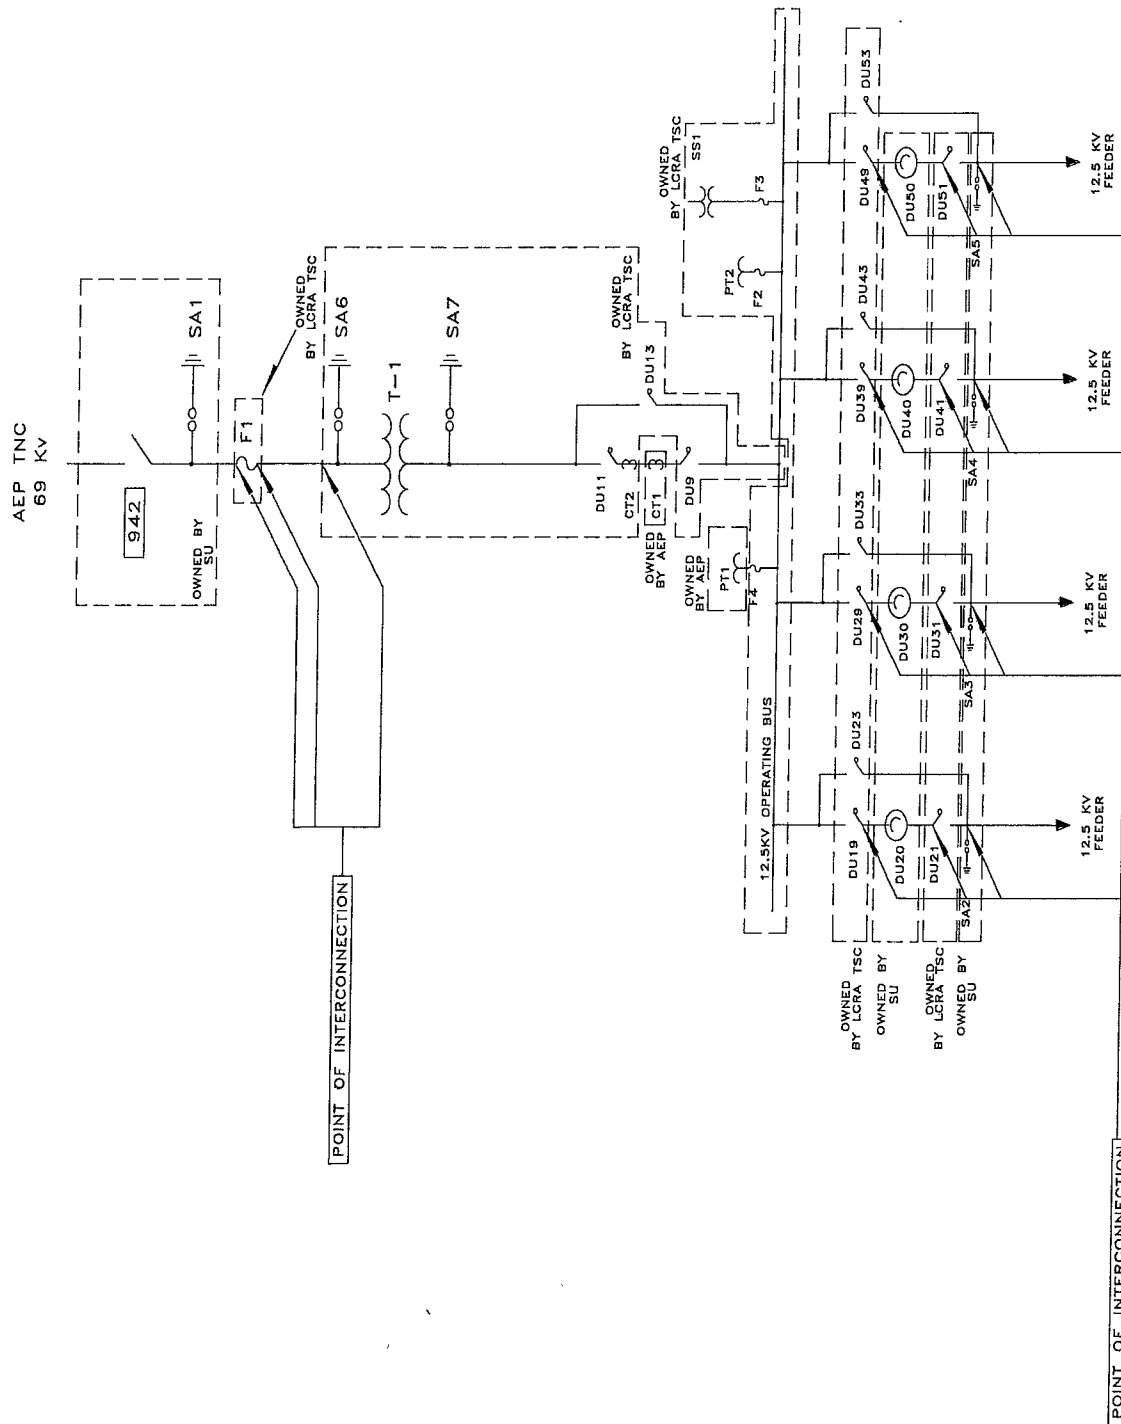 AEP TNC
69 Kv
942
OWNED BY
SU
SA1
F1
OWNED
BY LCRA TSC
SA6
T-1
SA7
OWNED
BY LCRA TSC
DU13
DU11
CT2
CT1
DU9
OWNED
BY AEP
OWNED
BY AEP
PT1
F4
OWNED
BY LCRA TSC
SS1
F3
PT2
F2
12.5KV OPERATING BUS
DU53
DU49
DU50
DU51
SA5
12.5 KV
FEEDER
DU43
DU39
DU40
DU41
SA4
12.5 KV
FEEDER
DU33
DU29
DU30
DU31
SA3
12.5 KV
FEEDER
DU23
DU19
DU20
DU21
SA2
12.5 KV
FEEDER
OWNED
BY LCRA TSC
OWNED BY
SU
OWNED
BY LCRA TSC
OWNED BY
SU
POINT OF INTERCONNECTION
POINT OF INTERCONNECTION